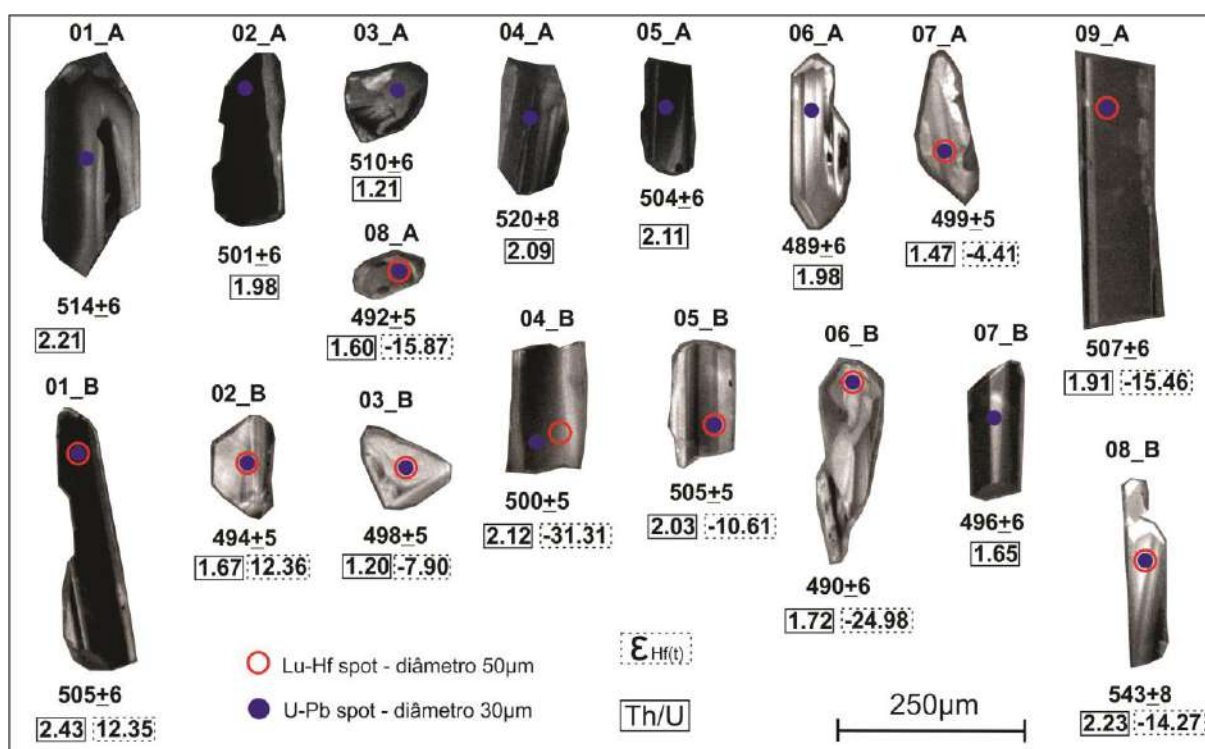 01_A
514±6
2.21
02_A
501±6
1.98
03_A
510±6
1.21
04_A
520±8
2.09
05_A
504±6
2.11
06_A
489±6
1.98
07_A
499±5
1.47 -4.41
09_A
507±6
1.91 -15.46
08_A
492±5
1.60 -15.87
01_B
505±6
2.43 12.35
02_B
494±5
1.67 12.36
03_B
498±5
1.20 -7.90
04_B
500±5
2.12 -31.31
05_B
505±5
2.03 -10.61
06_B
490±6
1.72 -24.98
07_B
496±6
1.65
08_B
543±8
2.23 -14.27
Lu-Hf spot - diâmetro 50µm
U-Pb spot - diâmetro 30µm
εHf(t)
Th/U
250µm